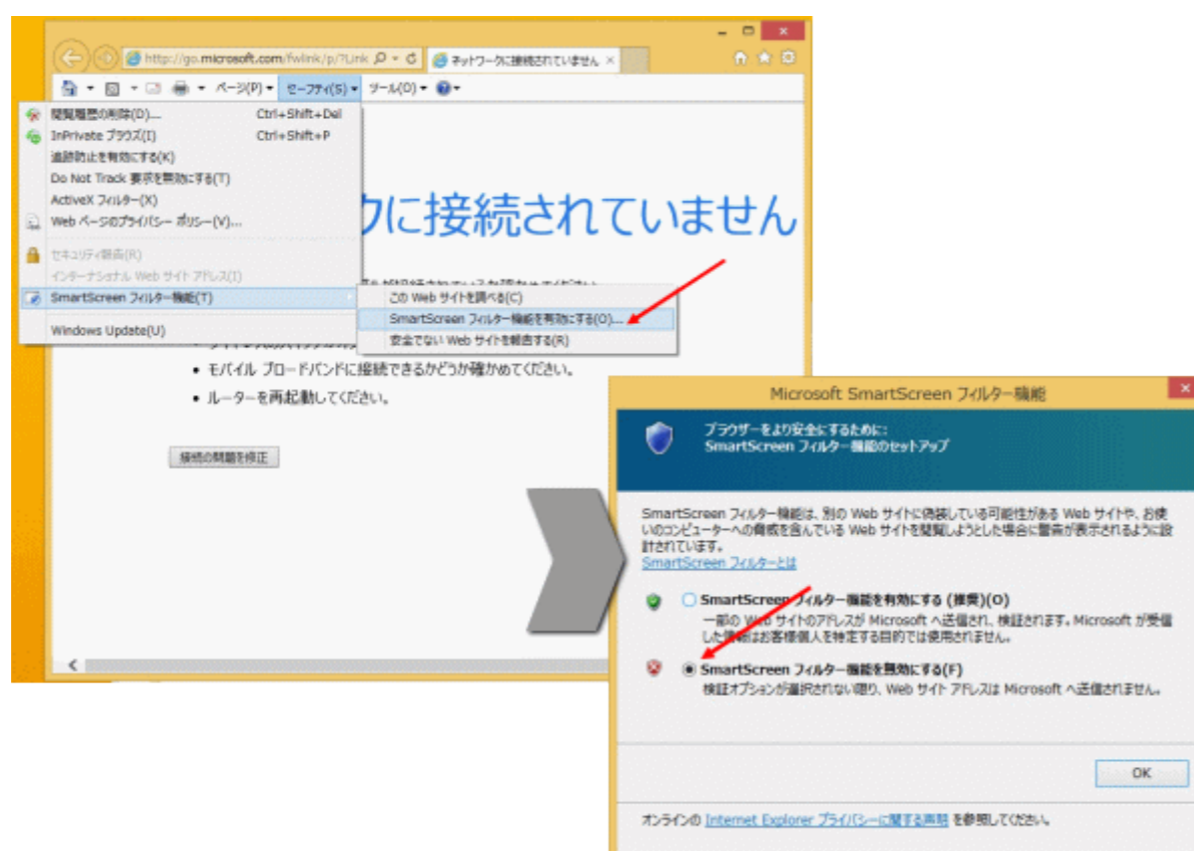 http://go.microsoft.com/fwlink/p/?Link
ネットワークに接続されていません
ページ(P)
セーフティ(S)
ツール(O)
閲覧履歴の削除(D)... Ctrl+Shift+Del
InPrivate ブラウズ(I) Ctrl+Shift+P
追跡防止を有効にする(K)
Do Not Track 要求を無効にする(T)
ActiveX フィルター(X)
Web ページのプライバシー ポリシー(V)...
セキュリティ報告(R)
インターナショナル Web サイト アドレス(I)
SmartScreen フィルター機能(T)
Windows Update(U)
クに接続されていません
この Web サイトを調べる(C)
SmartScreen フィルター機能を有効にする(O)...
安全でない Web サイトを報告する(R)
• モバイル ブロードバンドに接続できるかどうか確かめてください。
• ルーターを再起動してください。
接続の問題を修正
Microsoft SmartScreen フィルター機能
ブラウザーをより安全にするために:
SmartScreen フィルター機能のセットアップ
SmartScreen フィルター機能は、別の Web サイトに偽装している可能性がある Web サイトや、お使
いのコンピューターへの脅威を含んでいる Web サイトを閲覧しようとした場合に警告が表示されるように設
計されています。
SmartScreen フィルターとは
SmartScreen フィルター機能を有効にする (推奨)(O)
一部の Web サイトのアドレスが Microsoft へ送信され、検証されます。Microsoft が受信
した情報はお客様個人を特定する目的では使用されません。
SmartScreen フィルター機能を無効にする(F)
検証オプションが選択されない限り、Web サイト アドレスは Microsoft へ送信されません。
OK
オンラインの Internet Explorer プライバシーに関する声明 を参照してください。